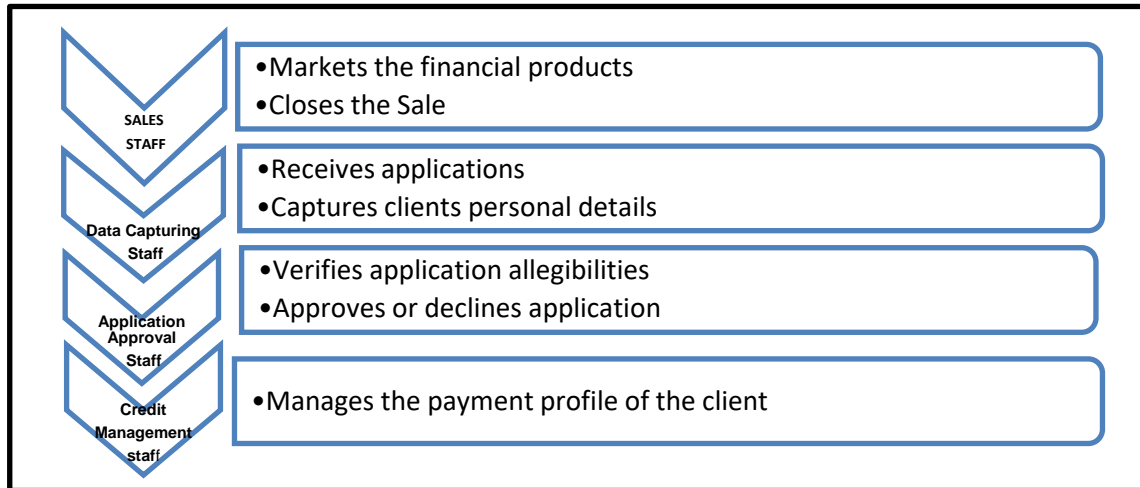 SALES
STAFF
•Markets the financial products
•Closes the Sale
Data Capturing
Staff
•Receives applications
•Captures clients personal details
Application
Approval
Staff
•Verifies application allegibilities
•Approves or declines application
Credit
Management
staff
•Manages the payment profile of the client